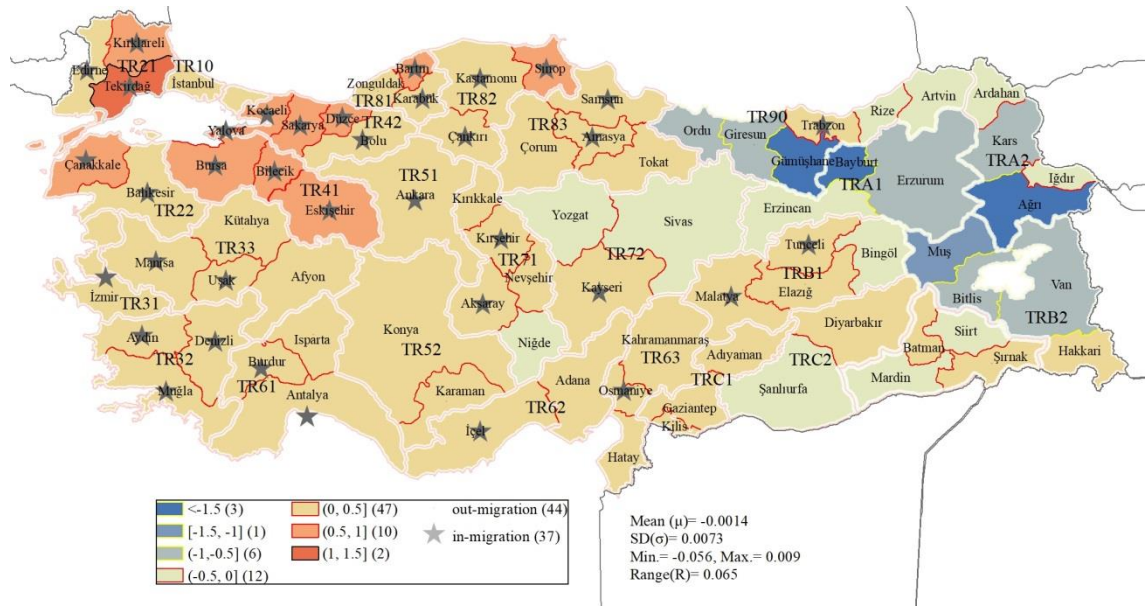 Kırklareli
Edirne
TR21
TR10
Tekirdağ
İstanbul
Zonguldak
Bartın
Kastamonu
Sinop
Karabük
TR81
TR82
Samsun
Kocaeli
Sakarya
Düzce
TR42
Bolu
Çankırı
TR83
Amasya
Çorum
Tokat
Yalova
Çanakkale
Bursa
Bilecik
TR41
Eskişehir
TR51
Ankara
Kırıkkale
Balıkesir
TR22
Kütahya
TR33
Manisa
Uşak
Afyon
İzmir
TR31
Aydın
Denizli
TR32
Muğla
Burdur
TR61
Isparta
Antalya
Konya
TR52
Karaman
Kırşehir
TR71
Nevşehir
Aksaray
Niğde
Yozgat
Sivas
TR72
Kayseri
Ordu
Giresun
TR90
Trabzon
Rize
Artvin
Ardahan
Gümüşhane
Bayburt
TRA1
Erzurum
Kars
TRA2
Iğdır
Ağrı
Erzincan
Tunceli
TRB1
Elazığ
Bingöl
Muş
Bitlis
Van
TRB2
Malatya
Diyarbakır
Kahramanmaraş
TR63
Adıyaman
TRC2
Batman
Siirt
Şırnak
Hakkari
Mardin
Şanlıurfa
TRC1
Gaziantep
Kilis
Osmaniye
Adana
TR62
İçel
Hatay
<-1.5 (3)
[-1.5, -1] (1)
(-1,-0.5] (6)
(-0.5, 0] (12)
(0, 0.5] (47)
(0.5, 1] (10)
(1, 1.5] (2)
out-migration (44)
in-migration (37)
Mean (μ)= -0.0014
SD(σ)= 0.0073
Min.= -0.056, Max.= 0.009
Range(R)= 0.065